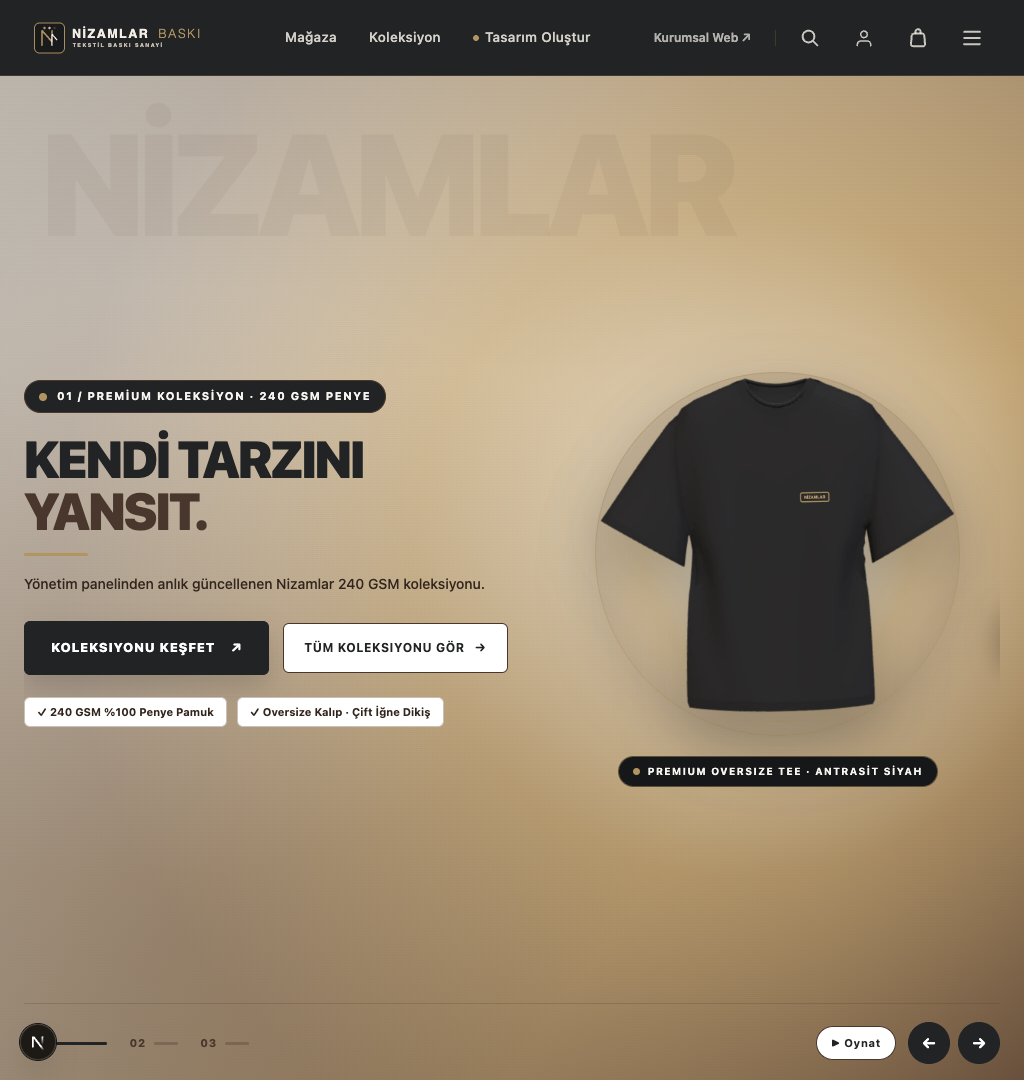 NİZAMLAR BASKI
TEKSTİL BASKI SANAYİ
Mağaza
Koleksiyon
Tasarım Oluştur
Kurumsal Web ↗
NİZAMLAR
01 / PREMİUM KOLEKSİYON · 240 GSM PENYE
KENDİ TARZINI
YANSIT.
Yönetim panelinden anlık güncellenen Nizamlar 240 GSM koleksiyonu.
KOLEKSIYONU KEŞFET ↗
TÜM KOLEKSIYONU GÖR →
✓ 240 GSM %100 Penye Pamuk
✓ Oversize Kalıp · Çift İğne Dikiş
NİZAMLAR
PREMIUM OVERSIZE TEE · ANTRASİT SİYAH
N
02
03
▶ Oynat